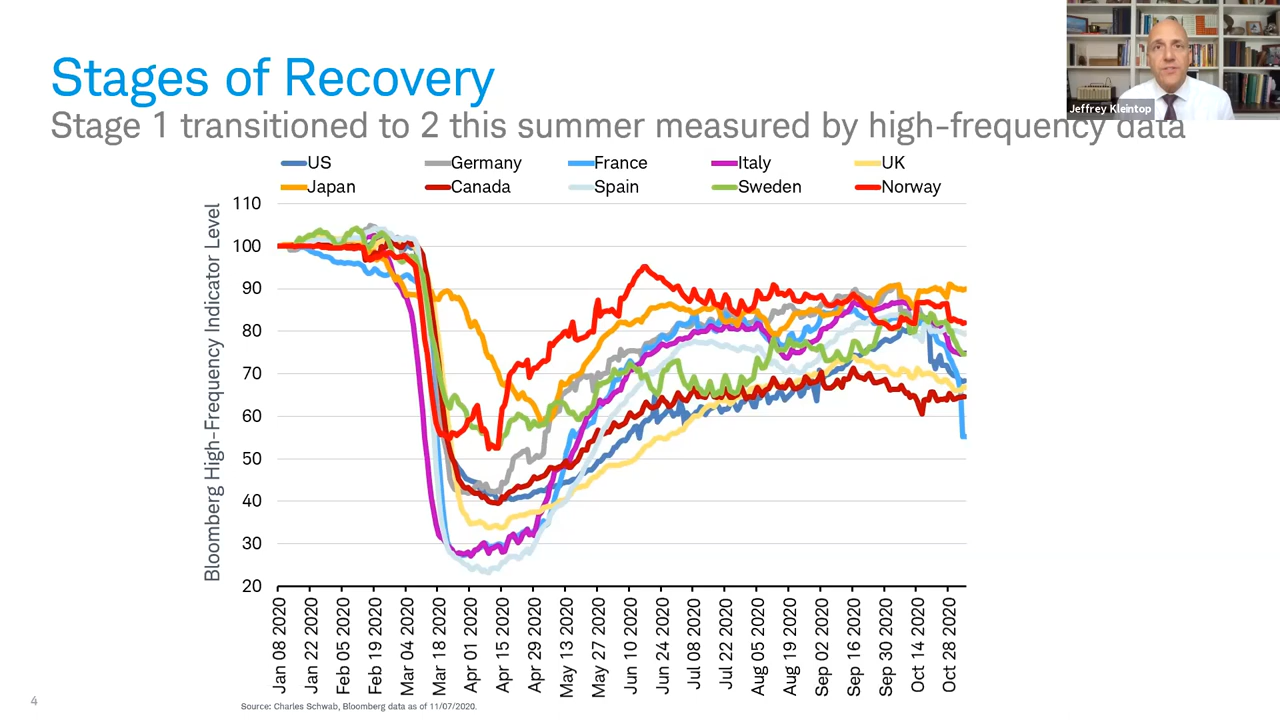 Stages of Recovery
Stage 1 transitioned to 2 this summer measured by high-frequency data
Jeffrey Kleintop
US Germany France Italy UK
Japan Canada Spain Sweden Norway
Bloomberg High-Frequency Indicator Level
110
100
90
80
70
60
50
40
30
20
Jan 08 2020
Jan 22 2020
Feb 05 2020
Feb 19 2020
Mar 04 2020
Mar 18 2020
Apr 01 2020
Apr 15 2020
Apr 29 2020
May 13 2020
May 27 2020
Jun 10 2020
Jun 24 2020
Jul 08 2020
Jul 22 2020
Aug 05 2020
Aug 19 2020
Sep 02 2020
Sep 16 2020
Sep 30 2020
Oct 14 2020
Oct 28 2020
Source: Charles Schwab, Bloomberg data as of 11/07/2020.
4